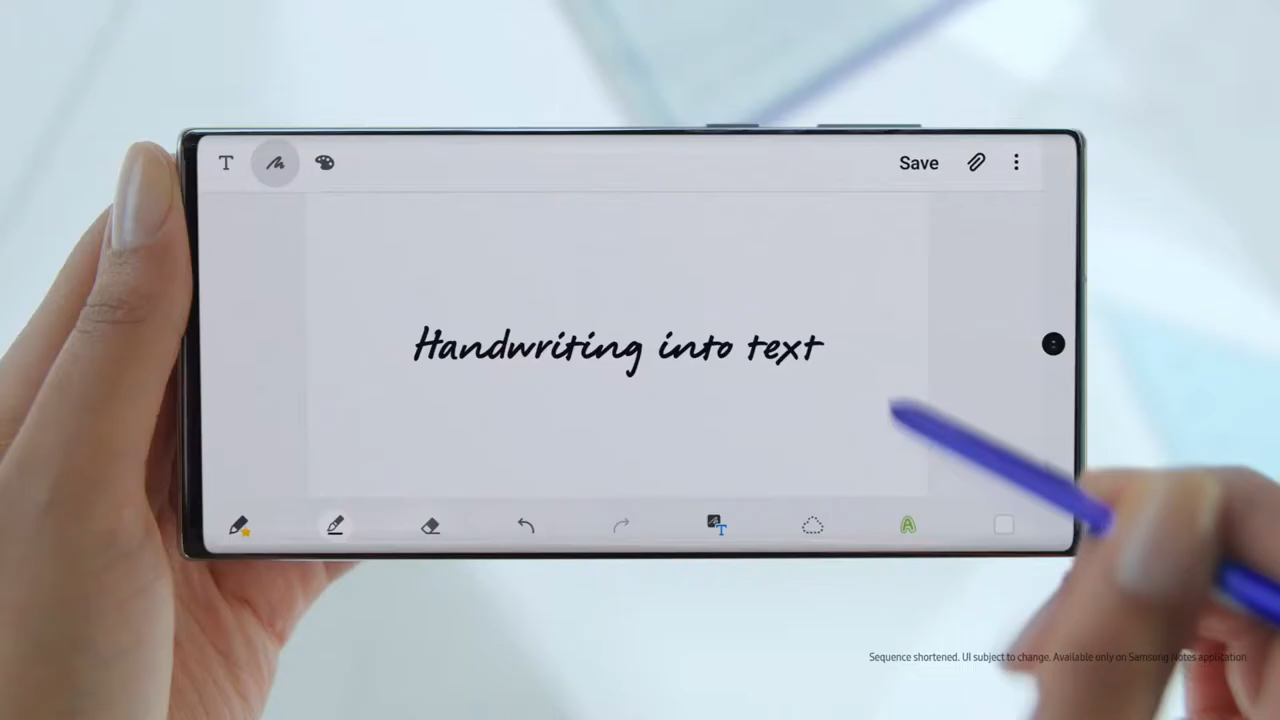 T
Save
Handwriting into text
T
A
Sequence shortened. UI subject to change. Available only on Samsung Notes application